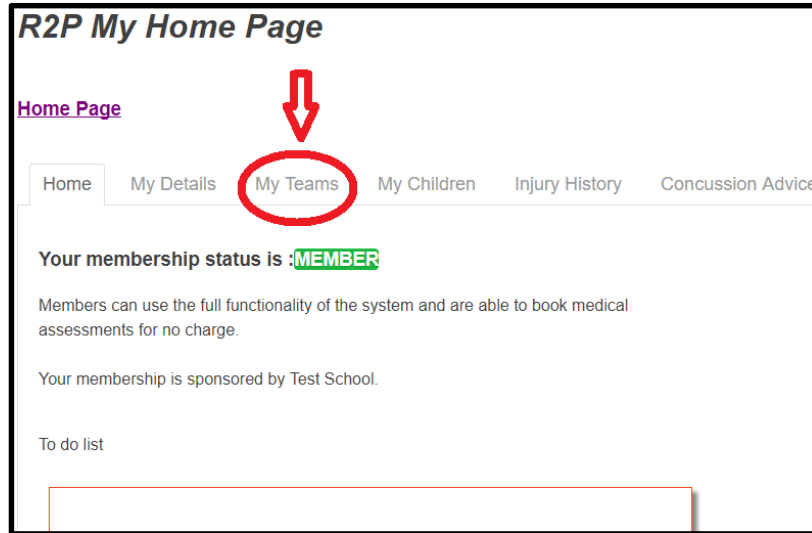 R2P My Home Page
Home Page
Home My Details My Teams My Children Injury History Concussion Advice
Your membership status is :MEMBER
Members can use the full functionality of the system and are able to book medical
assessments for no charge.
Your membership is sponsored by Test School.
To do list